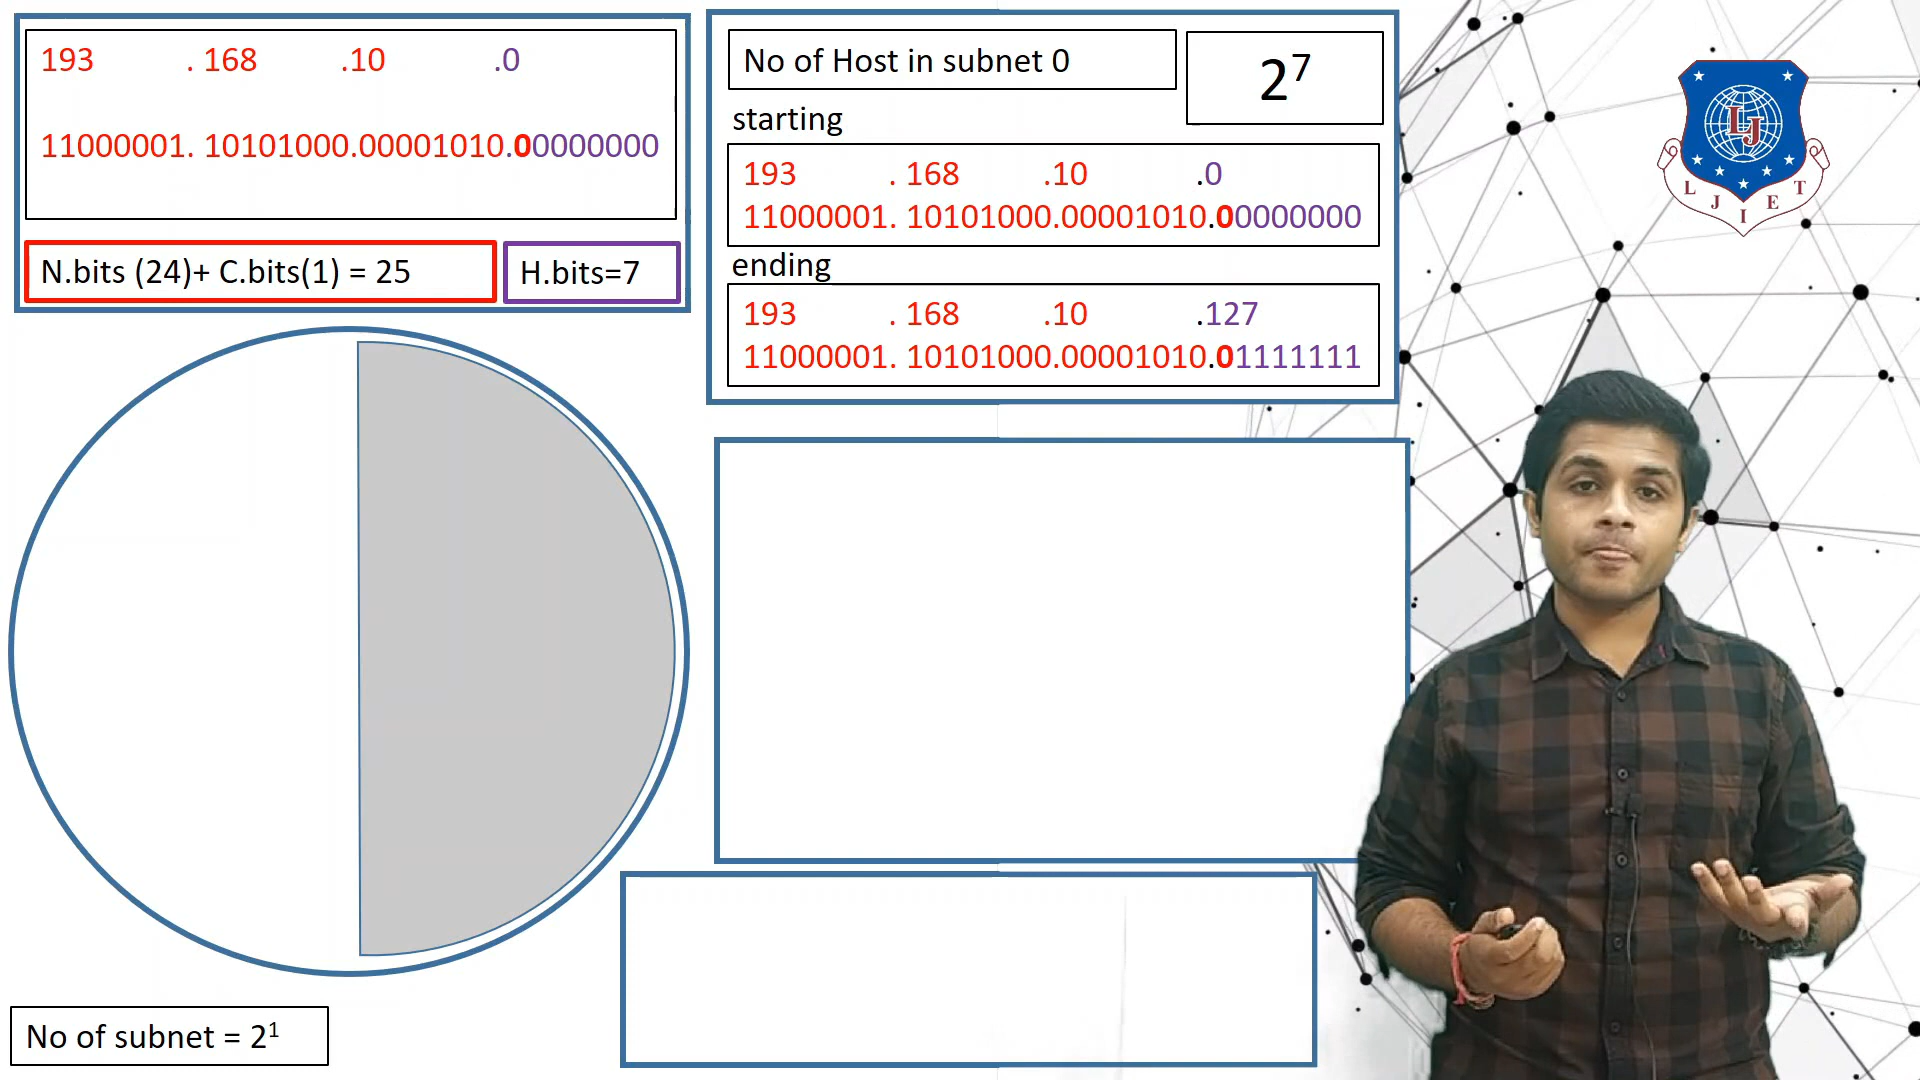 193 . 168 .10 .0
11000001. 10101000.00001010.00000000
N.bits (24)+ C.bits(1) = 25
H.bits=7
No of subnet = 2¹
No of Host in subnet 0
2⁷
starting
193 . 168 .10 .0
11000001. 10101000.00001010.00000000
ending
193 . 168 .10 .127
11000001. 10101000.00001010.01111111
LJ
L J I E T